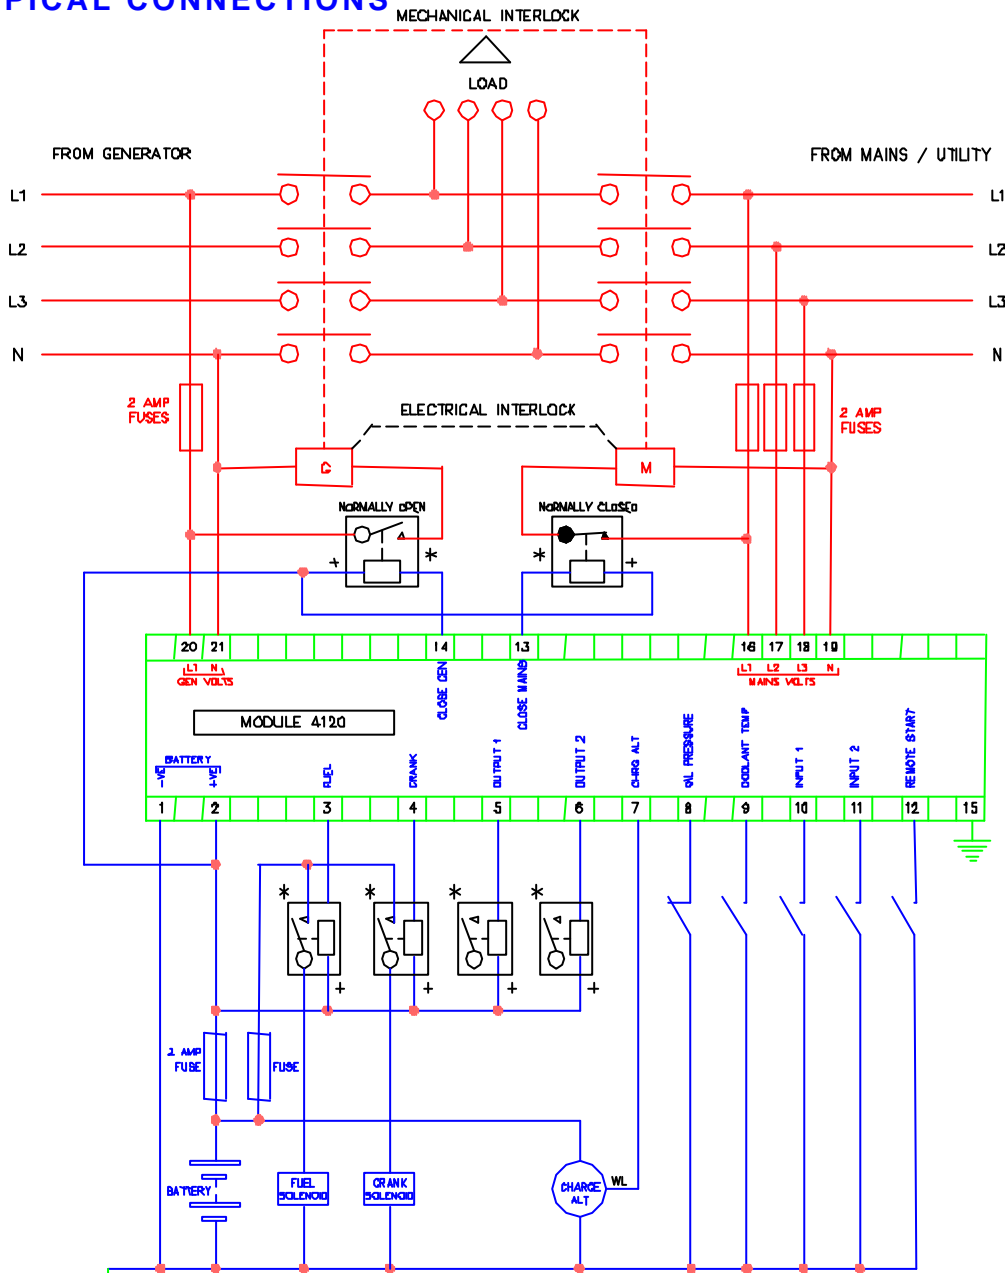 PICAL CONNECTIONS
MECHANICAL INTERLOCK
LOAD
FROM GENERATOR
FROM MAINS / UTILITY
L1
L1
L2
L2
L3
L3
N
N
2 AMP
FUSES
ELECTRICAL INTERLOCK
2 AMP
FUSES
G
M
NORMALLY OPEN
NORMALLY CLOSED
+ *
* +
20 21 14 13 16 17 18 19
L1 N
GEN VOLTS
L1 L2 L3 N
MAINS VOLTS
CLOSE GEN
CLOSE MAINS
MODULE 4120
BATTERY
-VE
+VE
FUEL
CRANK
OUTPUT 1
OUTPUT 2
CHRG ALT
OIL PRESSURE
COOLANT TEMP
INPUT 1
INPUT 2
REMOTE START
1 2 3 4 5 6 7 8 9 10 11 12 15
* * * *
+ + + +
2 AMP
FUSE
FUSE
BATTERY
FUEL
SOLENOID
CRANK
SOLENOID
CHARGE
ALT
WL